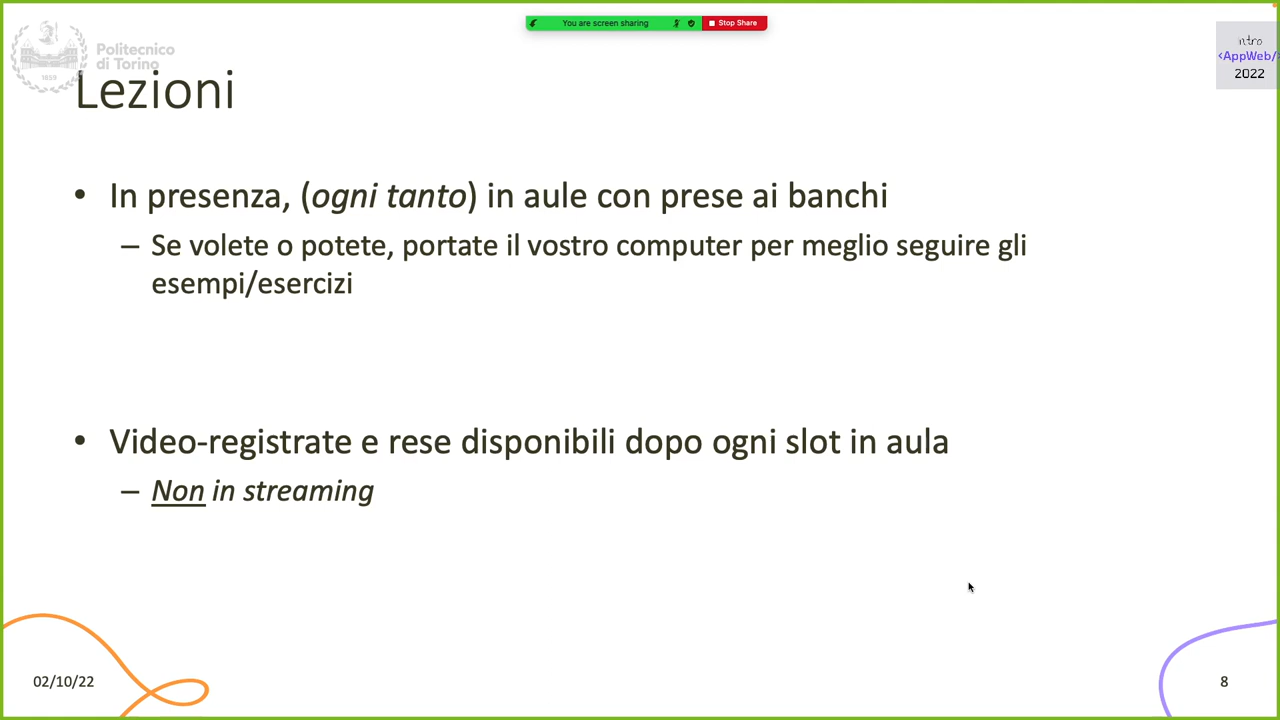 You are screen sharing
Stop Share
Politecnico
di Torino
1859
ntro
<AppWeb/>
2022
Lezioni
• In presenza, (ogni tanto) in aule con prese ai banchi
– Se volete o potete, portate il vostro computer per meglio seguire gli
esempi/esercizi
• Video-registrate e rese disponibili dopo ogni slot in aula
– Non in streaming
02/10/22
8